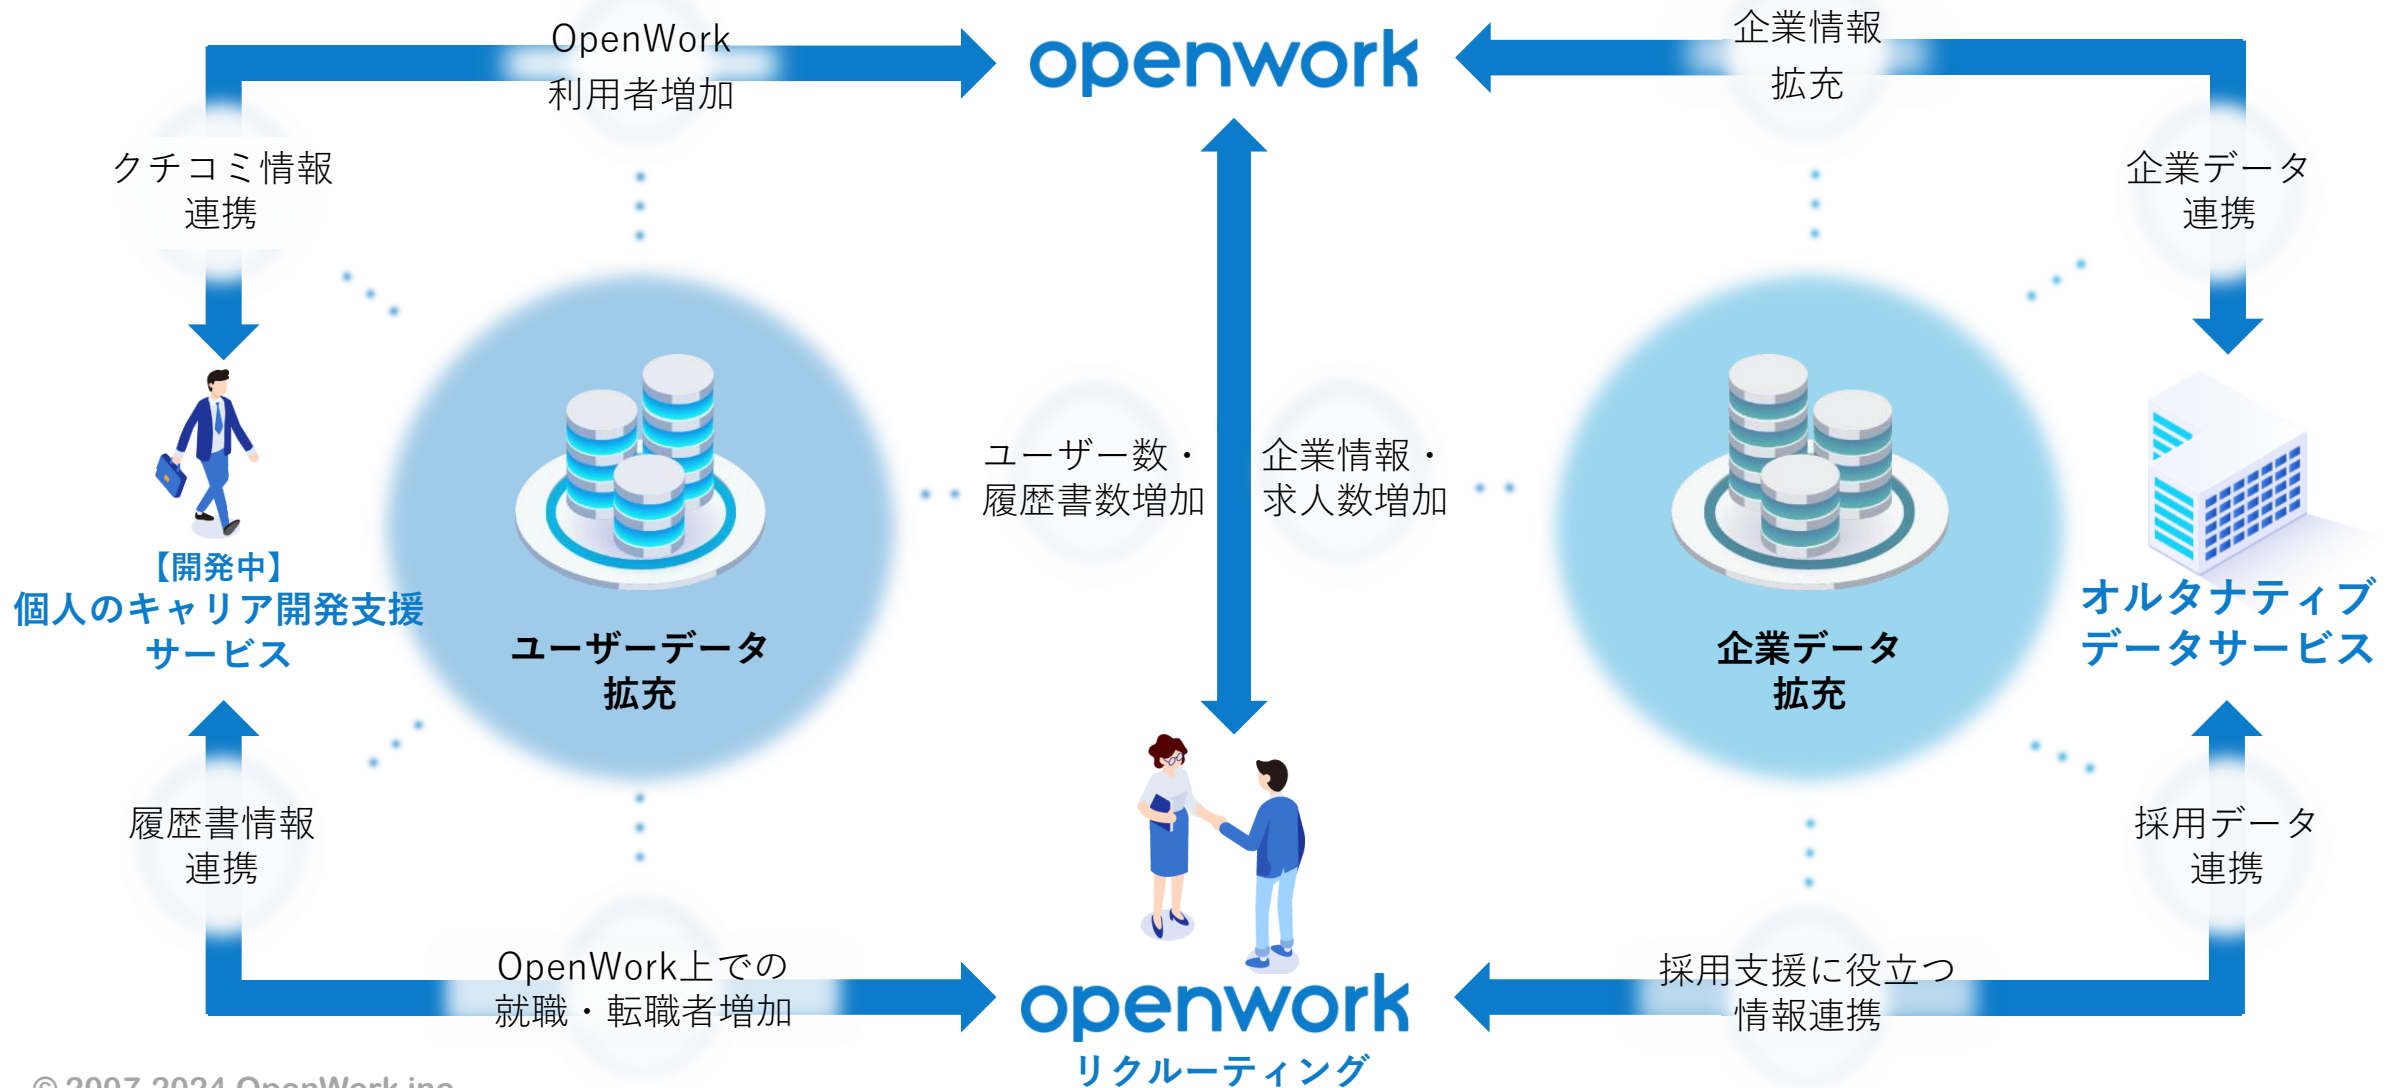 OpenWork
利用者増加
openwork
企業情報
拡充
クチコミ情報
連携
企業データ
連携
ユーザー数・
履歴書数増加
企業情報・
求人数増加
【開発中】
個人のキャリア開発支援
サービス
ユーザーデータ
拡充
企業データ
拡充
オルタナティブ
データサービス
履歴書情報
連携
採用データ
連携
OpenWork上での
就職・転職者増加
openwork
リクルーティング
採用支援に役立つ
情報連携
© 2007-2024 OpenWork inc